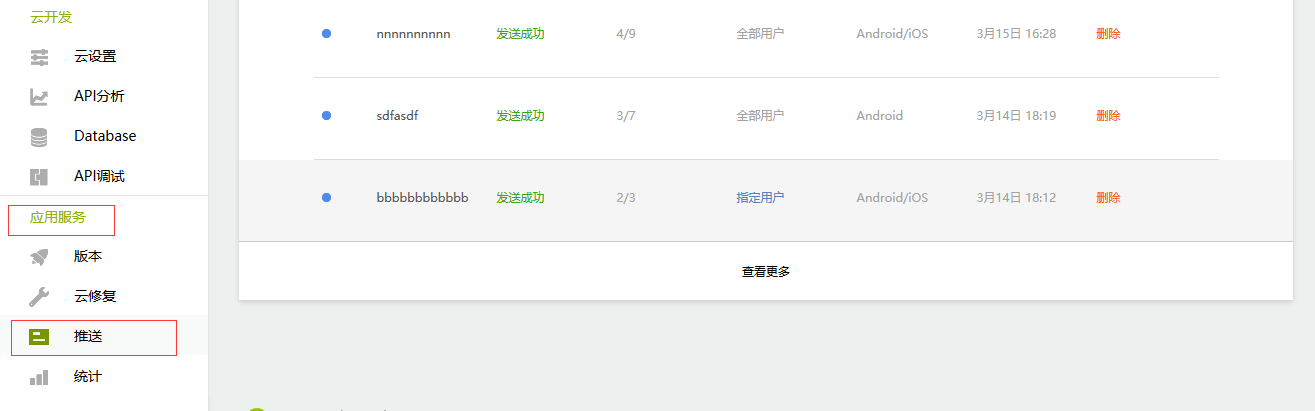 云开发
云设置
API分析
Database
API调试
应用服务
版本
云修复
推送
统计
nnnnnnnnnn 发送成功 4/9 全部用户 Android/iOS 3月15日 16:28 删除
sdfasdf 发送成功 3/7 全部用户 Android 3月14日 18:19 删除
bbbbbbbbbbbb 发送成功 2/3 指定用户 Android/iOS 3月14日 18:12 删除
查看更多